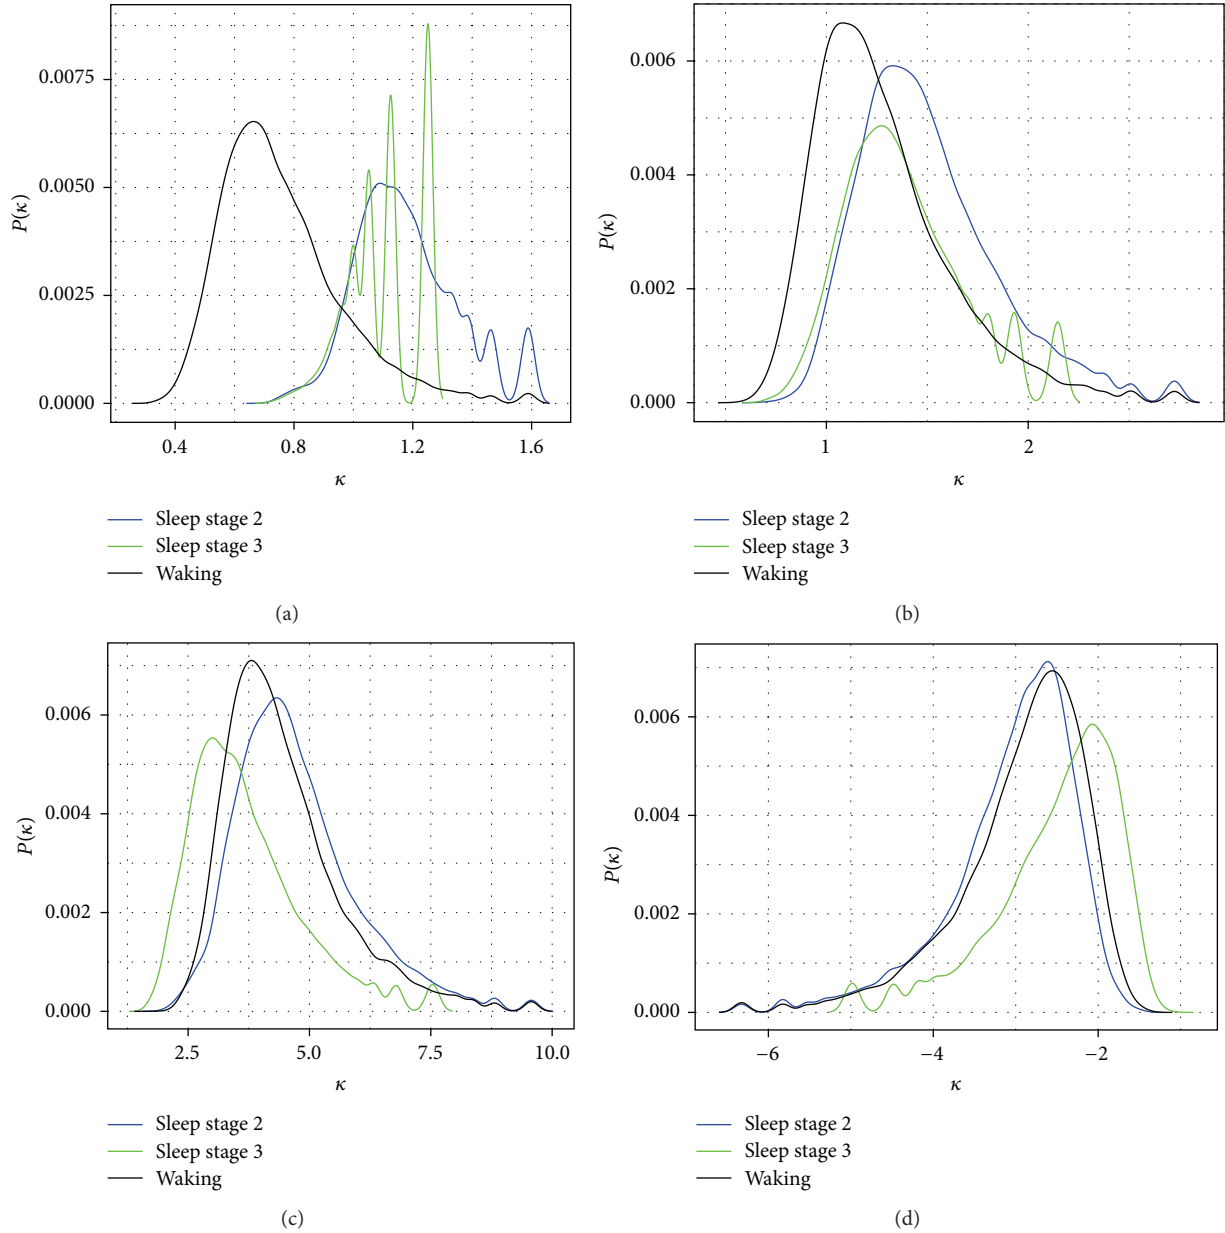 0.0075
0.0050
0.0025
0.0000
P(κ)
0.4 0.8 1.2 1.6
κ
Sleep stage 2
Sleep stage 3
Waking
(a)
0.006
0.004
0.002
0.000
P(κ)
1 2
κ
Sleep stage 2
Sleep stage 3
Waking
(b)
0.006
0.004
0.002
0.000
P(κ)
2.5 5.0 7.5 10.0
κ
Sleep stage 2
Sleep stage 3
Waking
(c)
0.006
0.004
0.002
0.000
P(κ)
−6 −4 −2
κ
Sleep stage 2
Sleep stage 3
Waking
(d)